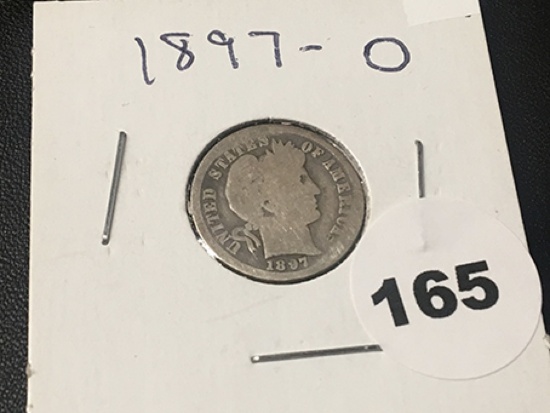 1897-O
UNITED STATES OF AMERICA
1897
165